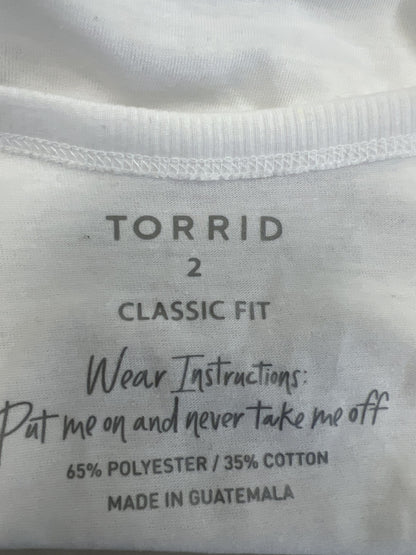 TORRID
2
CLASSIC FIT
Wear Instructions:
Put me on and never take me off
65% POLYESTER / 35% COTTON
MADE IN GUATEMALA